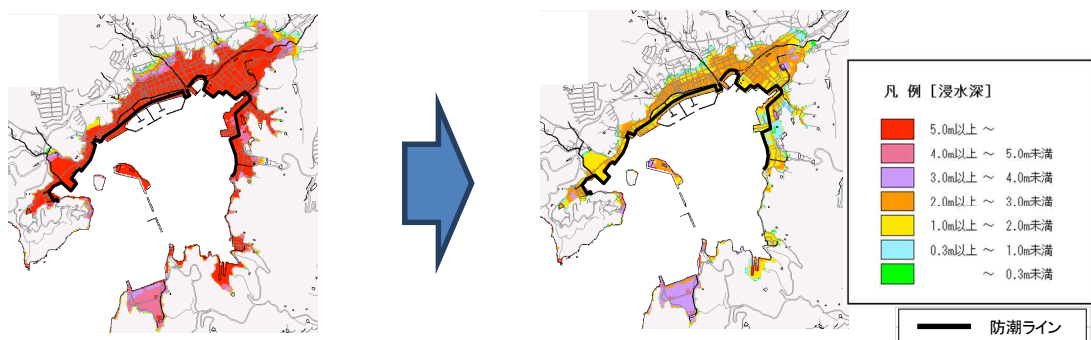 凡 例 [浸水深]
5.0m以上 ～
4.0m以上 ～ 5.0m未満
3.0m以上 ～ 4.0m未満
2.0m以上 ～ 3.0m未満
1.0m以上 ～ 2.0m未満
0.3m以上 ～ 1.0m未満
～ 0.3m未満
防潮ライン